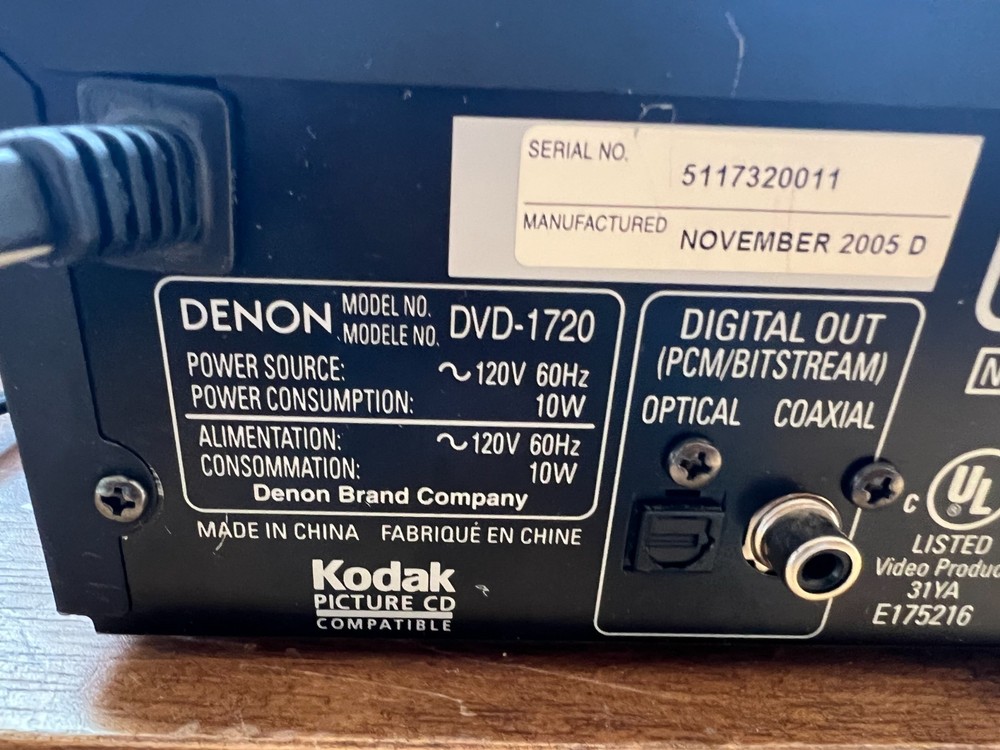 SERIAL NO. 5117320011
MANUFACTURED NOVEMBER 2005 D
DENON MODEL NO. DVD-1720
MODELE NO.
POWER SOURCE: ~120V 60Hz
POWER CONSUMPTION: 10W
ALIMENTATION: ~120V 60Hz
CONSOMMATION: 10W
Denon Brand Company
MADE IN CHINA FABRIQUÉ EN CHINE
Kodak
PICTURE CD
COMPATIBLE
DIGITAL OUT
(PCM/BITSTREAM)
OPTICAL COAXIAL
C UL ®
LISTED
Video Produc
31YA
E175216